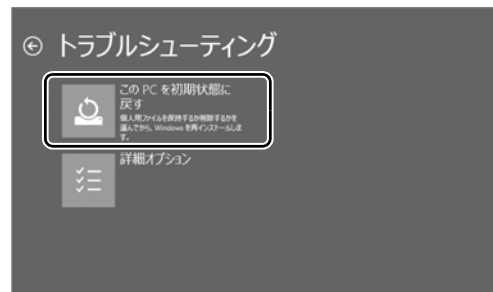 トラブルシューティング
この PC を初期状態に
戻す
個人用ファイルを保持するか削除するかを
選んでから、Windows を再インストールしま
す。
詳細オプション